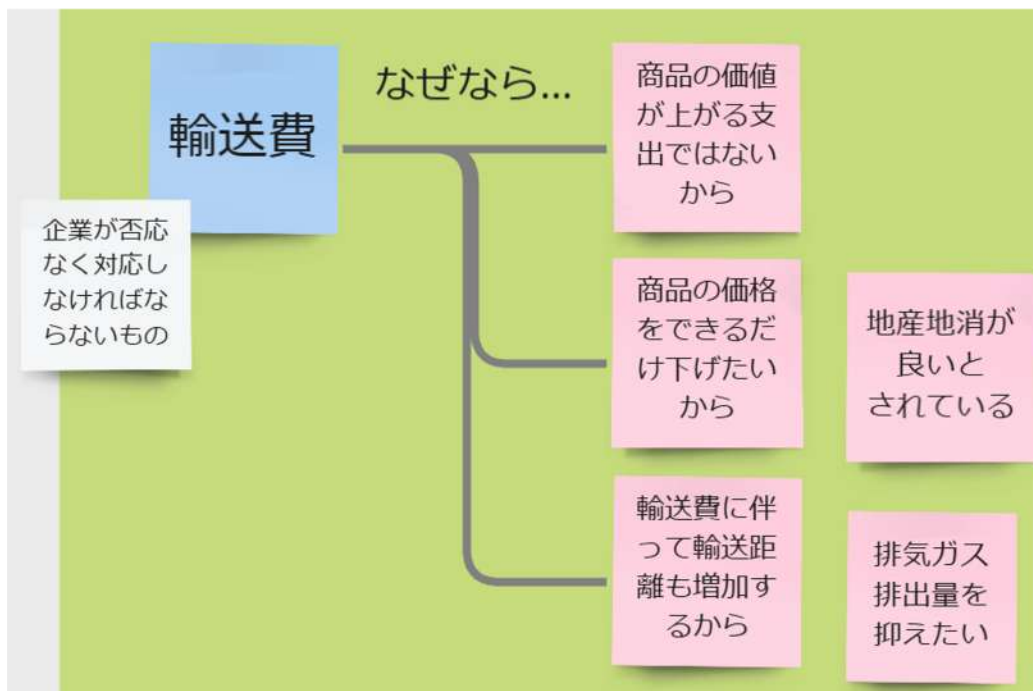 輸送費
なぜなら...
企業が否応
なく対応し
なければな
らないもの
商品の価値
が上がる支
出ではない
から
商品の価格
をできるだ
け下げたい
から
地産地消が
良いと
されている
輸送費に伴
って輸送距
離も増加す
るから
排気ガス
排出量を
抑えたい